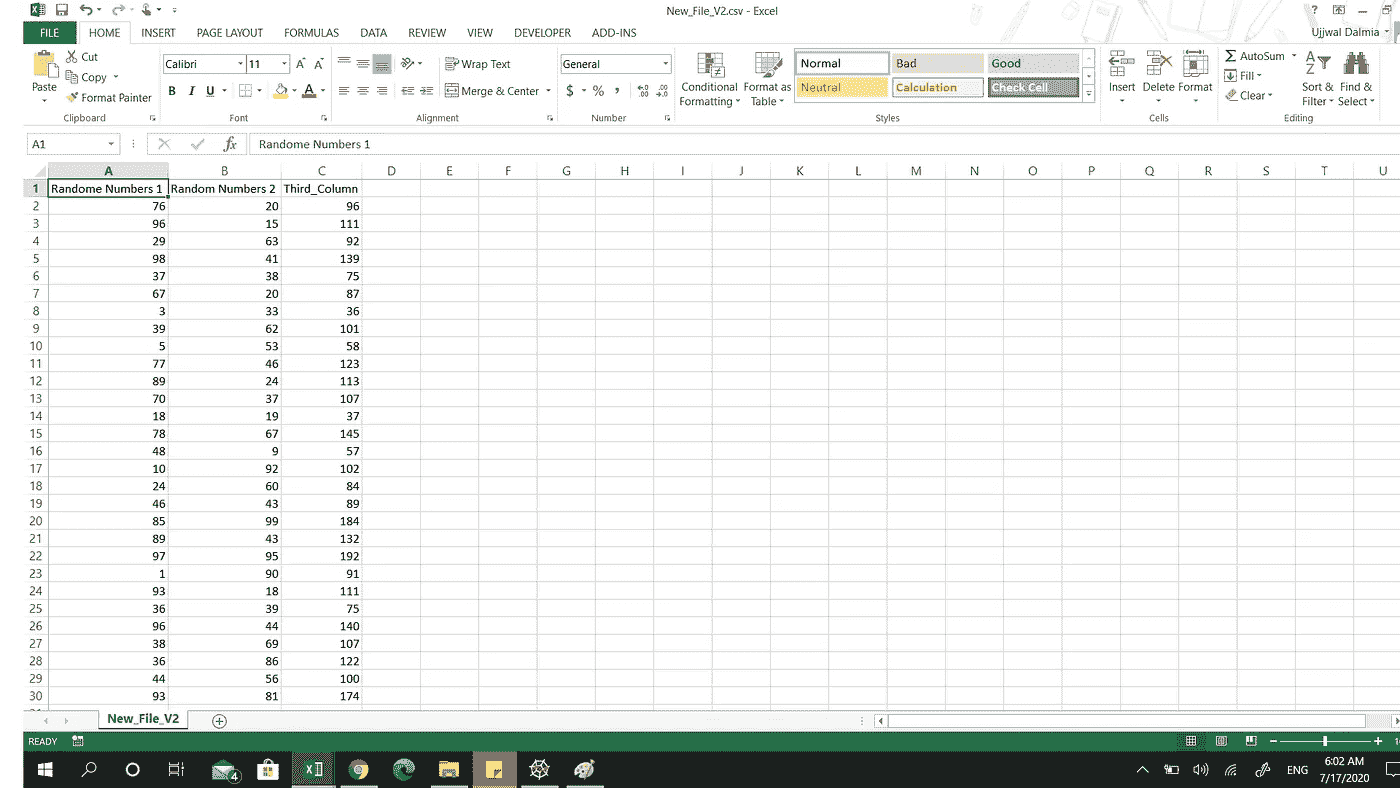 New_File_V2.csv - Excel
?
FILE HOME INSERT PAGE LAYOUT FORMULAS DATA REVIEW VIEW DEVELOPER ADD-INS Ujjwal Dalmia
Paste Cut Calibri 11 A A Wrap Text General Conditional Formatting Format as Table Normal Bad Good Insert Delete Format AutoSum Sort & Filter Find & Select
Copy Fill
Format Painter B I U A Merge & Center $ % , Neutral Calculation Check Cell Clear
Clipboard Font Alignment Number Styles Cells Editing
A1 fx Randome Numbers 1
A B C D E F G H I J K L M N O P Q R S T U
1 Randome Numbers 1 Random Numbers 2 Third_Column
2 76 20 96
3 96 15 111
4 29 63 92
5 98 41 139
6 37 38 75
7 67 20 87
8 3 33 36
9 39 62 101
10 5 53 58
11 77 46 123
12 89 24 113
13 70 37 107
14 18 19 37
15 78 67 145
16 48 9 57
17 10 92 102
18 24 60 84
19 46 43 89
20 85 99 184
21 89 43 132
22 97 95 192
23 1 90 91
24 93 18 111
25 36 39 75
26 96 44 140
27 38 69 107
28 36 86 122
29 44 56 100
30 93 81 174
New_File_V2
READY
4 ENG 6:02 AM
7/17/2020